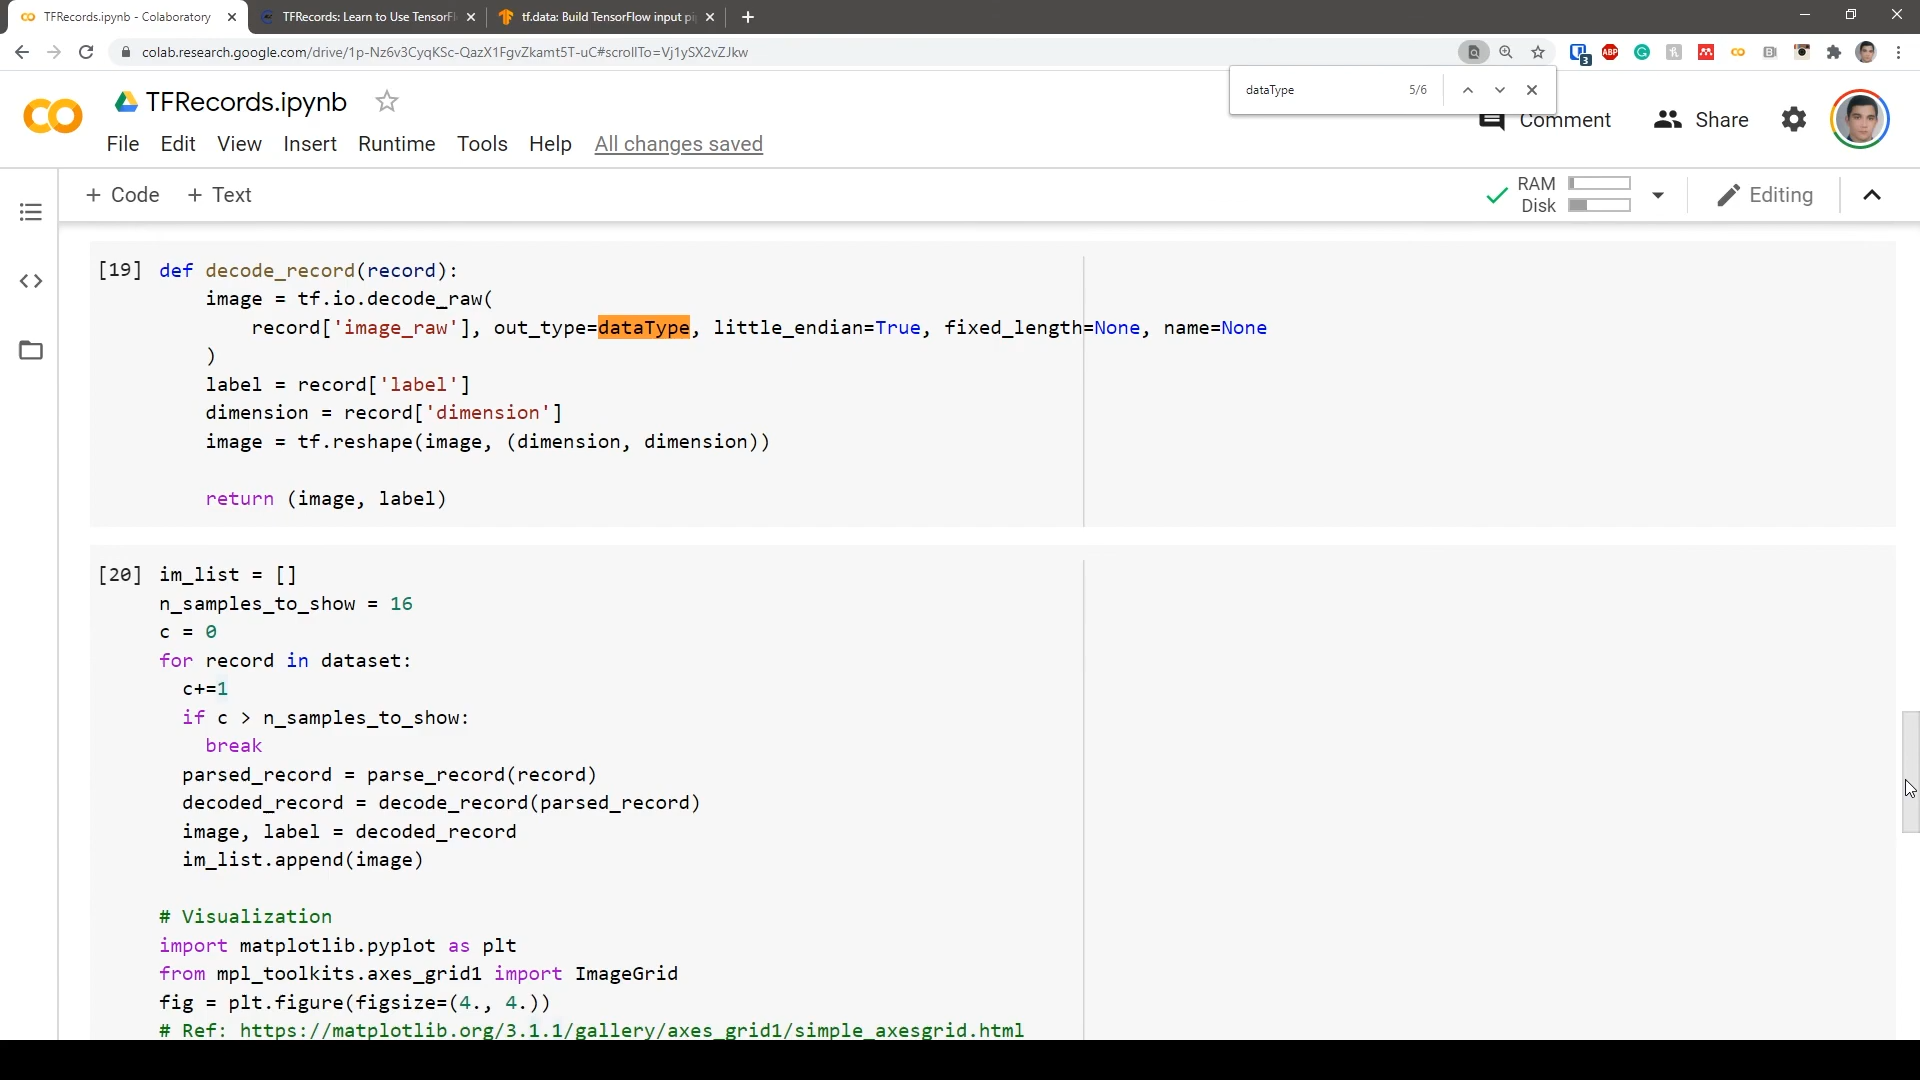 TFRecords.ipynb - Colaboratory
TFRecords: Learn to Use TensorFl
tf.data: Build TensorFlow input pi
colab.research.google.com/drive/1p-Nz6v3CyqKSc-QazX1FgvZkamt5T-uC#scrollTo=Vj1ySX2vZJkw
3
ABP
dataType 5/6
TFRecords.ipynb
Comment Share
File Edit View Insert Runtime Tools Help All changes saved
+ Code + Text
RAM
Disk
Editing
[19] def decode_record(record):
image = tf.io.decode_raw(
record['image_raw'], out_type=dataType, little_endian=True, fixed_length=None, name=None
)
label = record['label']
dimension = record['dimension']
image = tf.reshape(image, (dimension, dimension))
return (image, label)
[20] im_list = []
n_samples_to_show = 16
c = 0
for record in dataset:
c+=1
if c > n_samples_to_show:
break
parsed_record = parse_record(record)
decoded_record = decode_record(parsed_record)
image, label = decoded_record
im_list.append(image)
# Visualization
import matplotlib.pyplot as plt
from mpl_toolkits.axes_grid1 import ImageGrid
fig = plt.figure(figsize=(4., 4.))
# Ref: https://matplotlib.org/3.1.1/gallery/axes_grid1/simple_axesgrid.html